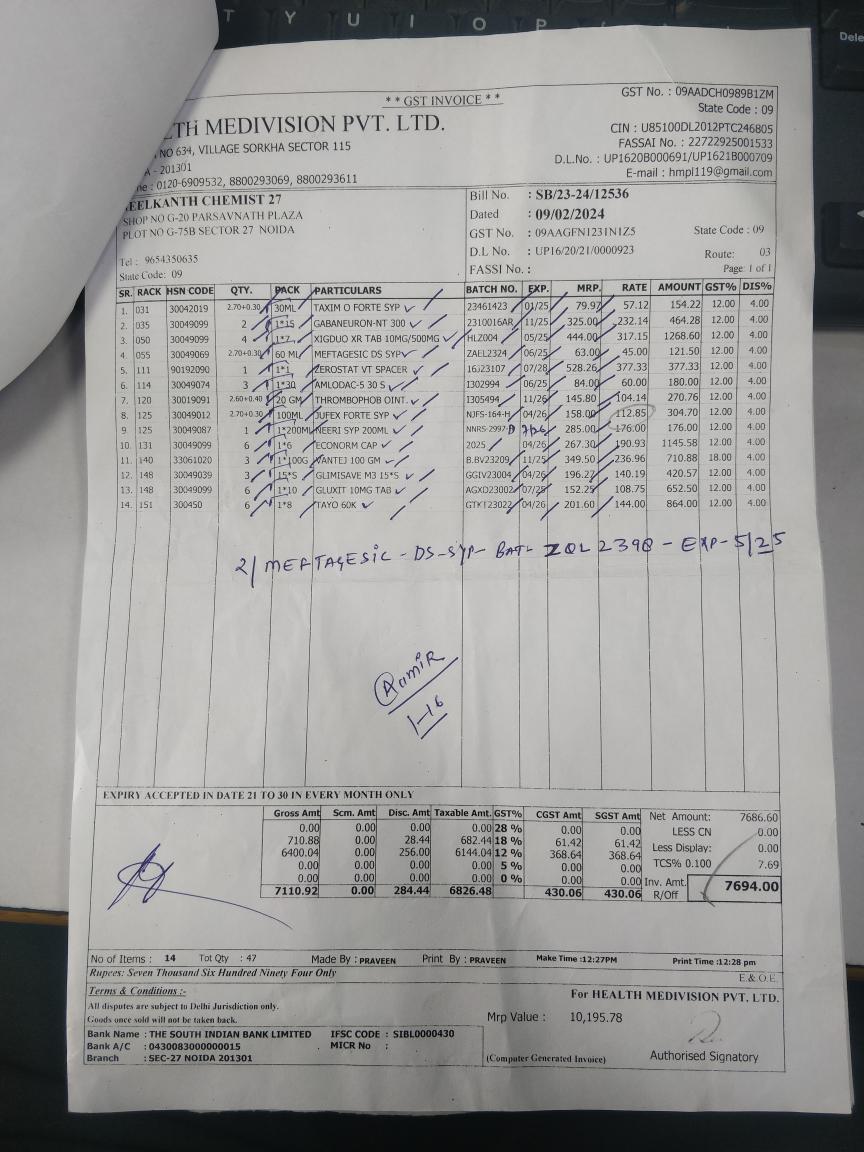 T Y U I O P
Dele
* * GST INVOICE * *
GST No. : 09AADCH0989B1ZM
State Code : 09
LTH MEDIVISION PVT. LTD.
CIN : U85100DL2012PTC246805
NO 634, VILLAGE SORKHA SECTOR 115
FASSAI No. : 22722925001533
A - 201301
D.L.No. : UP1620B000691/UP1621B000709
ne : 0120-6909532, 8800293069, 8800293611
E-mail : hmpl119@gmail.com
EELKANTH CHEMIST 27
SHOP NO G-20 PARSAVNATH PLAZA
PLOT NO G-75B SECTOR 27 NOIDA
Tel : 9654350635
State Code: 09
Bill No. : SB/23-24/12536
Dated : 09/02/2024
GST No. : 09AAGFN1231N1Z5 State Code : 09
D.L No. : UP16/20/21/0000923 Route: 03
FASSI No. : Page: 1 of 1
SR. RACK HSN CODE QTY. PACK PARTICULARS BATCH NO. EXP. MRP. RATE AMOUNT GST% DIS%
1. 031 30042019 2.70+0.30 30ML TAXIM O FORTE SYP 23461423 01/25 79.97 57.12 154.22 12.00 4.00
2. 035 30049099 2 1*15 GABANEURON-NT 300 2310016AR 11/25 325.00 232.14 464.28 12.00 4.00
3. 050 30049099 4 1*7 XIGDUO XR TAB 10MG/500MG HLZ004 05/25 444.00 317.15 1268.60 12.00 4.00
4. 055 30049069 2.70+0.30 60 ML MEFTAGESIC DS SYP ZAEL2324 06/25 63.00 45.00 121.50 12.00 4.00
5. 111 90192090 1 1*1 ZEROSTAT VT SPACER 16J23107 07/28 528.26 377.33 377.33 12.00 4.00
6. 114 30049074 3 1*30 AMLODAC-5 30 S 1302994 06/25 84.00 60.00 180.00 12.00 4.00
7. 120 30019091 2.60+0.40 20 GM THROMBOPHOB OINT. 1305494 11/26 145.80 104.14 270.76 12.00 4.00
8. 125 30049012 2.70+0.30 100ML JUFEX FORTE SYP NJFS-164-H 04/26 158.00 112.85 304.70 12.00 4.00
9. 125 30049087 1 1*200ML NEERI SYP 200ML NNRS-2997-D 7/26 285.00 176.00 176.00 12.00 4.00
10. 131 30049099 6 1*6 ECONORM CAP 2025 04/26 267.30 190.93 1145.58 12.00 4.00
11. 140 33061020 3 1*100G VANTEJ 100 GM B.BV23209 11/25 349.50 236.96 710.88 18.00 4.00
12. 148 30049039 3 15*S GLIMISAVE M3 15*S GGIV23004 04/26 196.27 140.19 420.57 12.00 4.00
13. 148 30049099 6 1*10 GLUXIT 10MG TAB AGXD23002 07/25 152.25 108.75 652.50 12.00 4.00
14. 151 300450 6 1*8 TAYO 60K GTKT23022 04/26 201.60 144.00 864.00 12.00 4.00
2/ MEFTAGESIC - DS-SYP- BAT- ZQL2398 - EXP- 5/25
Aamir
1-16
EXPIRY ACCEPTED IN DATE 21 TO 30 IN EVERY MONTH ONLY
Gross Amt Scm. Amt Disc. Amt Taxable Amt. GST% CGST Amt SGST Amt
0.00 0.00 0.00 0.00 28 % 0.00 0.00
710.88 0.00 28.44 682.44 18 % 61.42 61.42
6400.04 0.00 256.00 6144.04 12 % 368.64 368.64
0.00 0.00 0.00 0.00 5 % 0.00 0.00
0.00 0.00 0.00 0.00 0 % 0.00 0.00
7110.92 0.00 284.44 6826.48 430.06 430.06
Net Amount: 7686.60
LESS CN 0.00
Less Display: 0.00
TCS% 0.100 7.69
Inv. Amt. 7694.00
R/Off
No of Items : 14 Tot Qty : 47 Made By : PRAVEEN Print By : PRAVEEN Make Time :12:27PM Print Time :12:28 pm
Rupees: Seven Thousand Six Hundred Ninety Four Only
E & O.E
Terms & Conditions :-
All disputes are subject to Delhi Jurisdiction only.
Goods once sold will not be taken back.
For HEALTH MEDIVISION PVT. LTD.
Mrp Value : 10,195.78
Bank Name : THE SOUTH INDIAN BANK LIMITED IFSC CODE : SIBL0000430
Bank A/C : 0430083000000015 MICR No :
Branch : SEC-27 NOIDA 201301
(Computer Generated Invoice)
Authorised Signatory